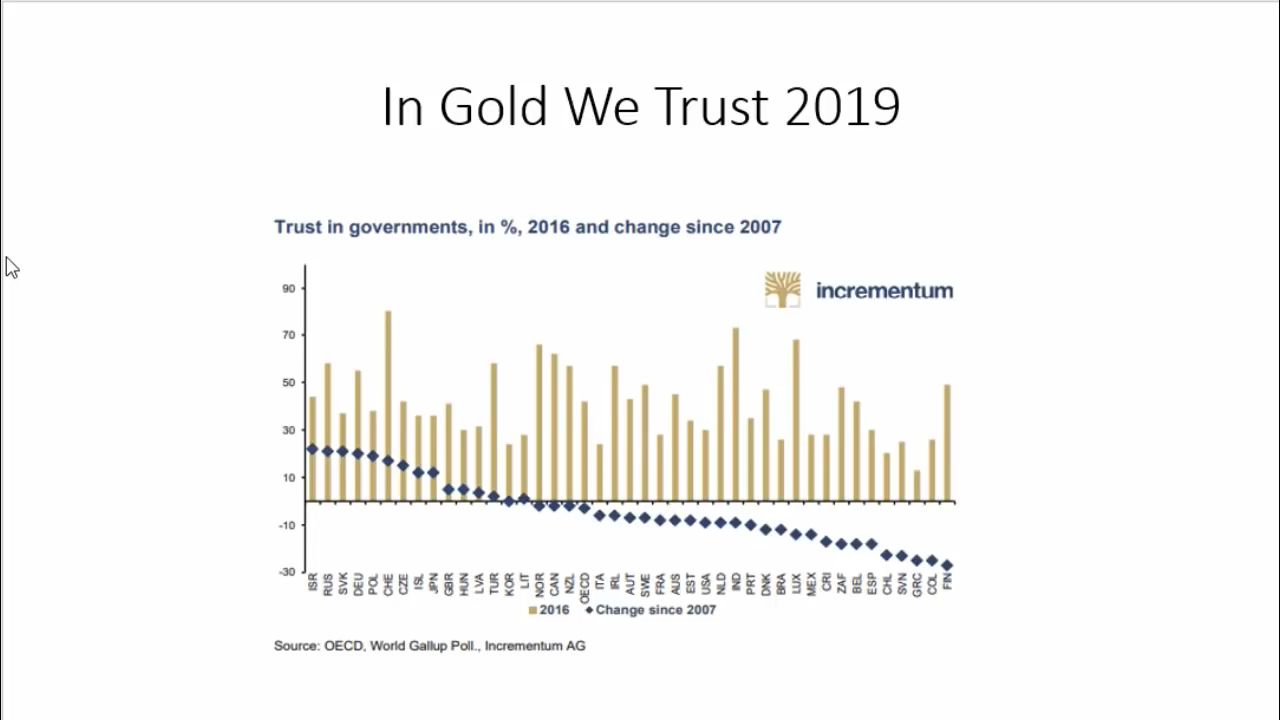 In Gold We Trust 2019
Trust in governments, in %, 2016 and change since 2007
incrementum
90
70
50
30
10
-10
-30
ISR RUS SVK DEU POL CHE CZE ISL JPN GBR HUN LVA TUR KOR LIT NOR CAN NZL OECD ITA IRL AUT SWE FRA AUS EST USA NLD IND PRT DNK BRA LUX MEX CRI ZAF BEL ESP CHL SVN GRC COL FIN
2016 Change since 2007
Source: OECD, World Gallup Poll., Incrementum AG